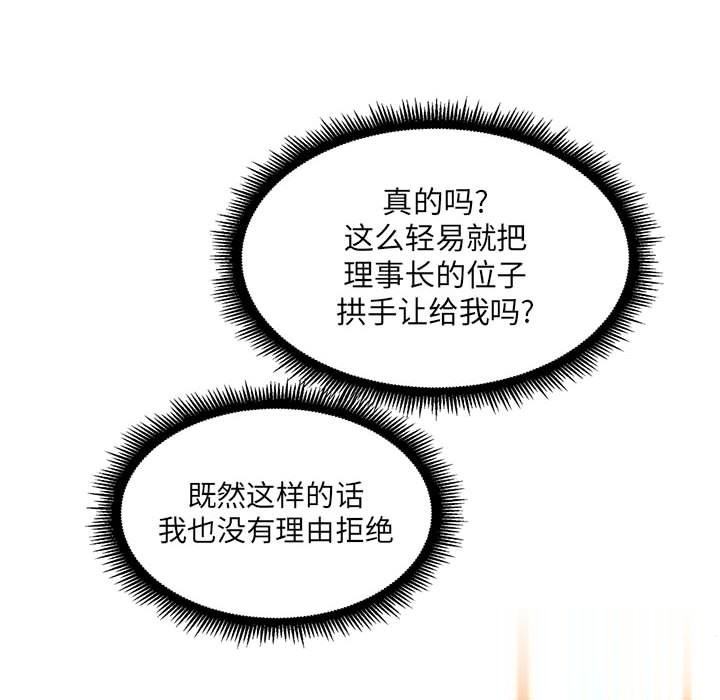 真的吗?
这么轻易就把
理事长的位子
拱手让给我吗?
既然这样的话
我也没有理由拒绝